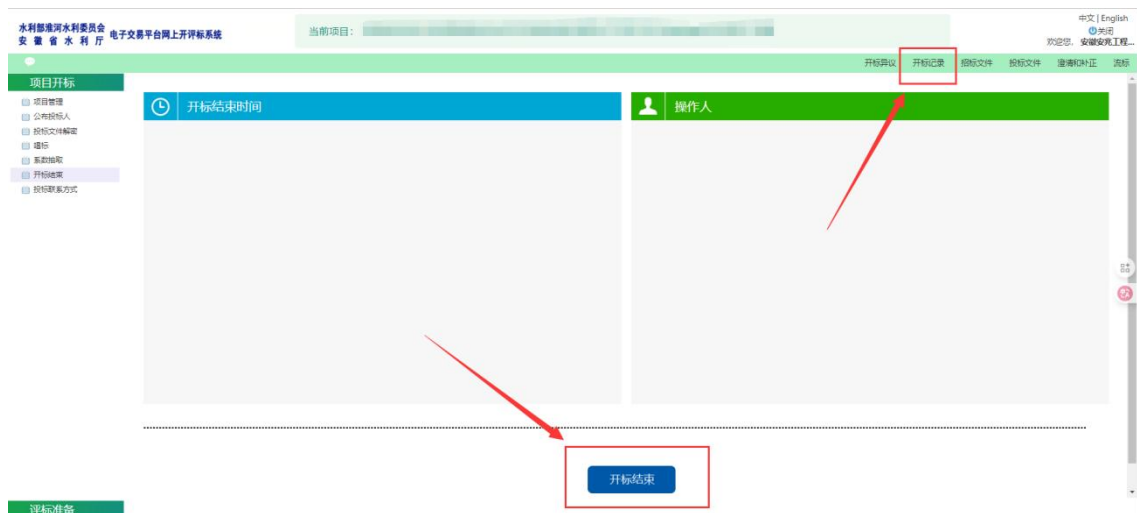 水利部淮河水利委员会
安徽省水利厅
电子交易平台网上开评标系统
当前项目：
中文 | English
关闭
欢迎您，安徽安兆工程...
开标异议 开标记录 招标文件 投标文件 澄清和补正 流标
项目开标
项目管理
公布投标人
投标文件解密
唱标
系数抽取
开标结束
投标联系方式
开标结束时间
操作人
开标结束
评标准备